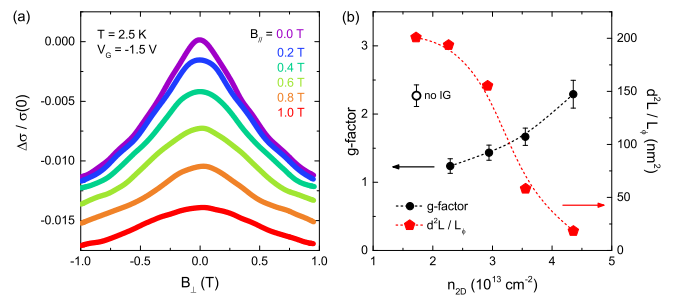 (a)
T = 2.5 K
V_G = -1.5 V
B_// = 0.0 T
0.2 T
0.4 T
0.6 T
0.8 T
1.0 T
0.000
-0.005
-0.010
-0.015
Δσ / σ(0)
-1.0 -0.5 0.0 0.5 1.0
B_⊥ (T)
(b)
3
2
1
0
g-factor
no IG
g-factor
d²L / L_ϕ
200
150
100
50
0
d²L / L_ϕ (nm²)
1 2 3 4 5
n_2D (10¹³ cm⁻²)